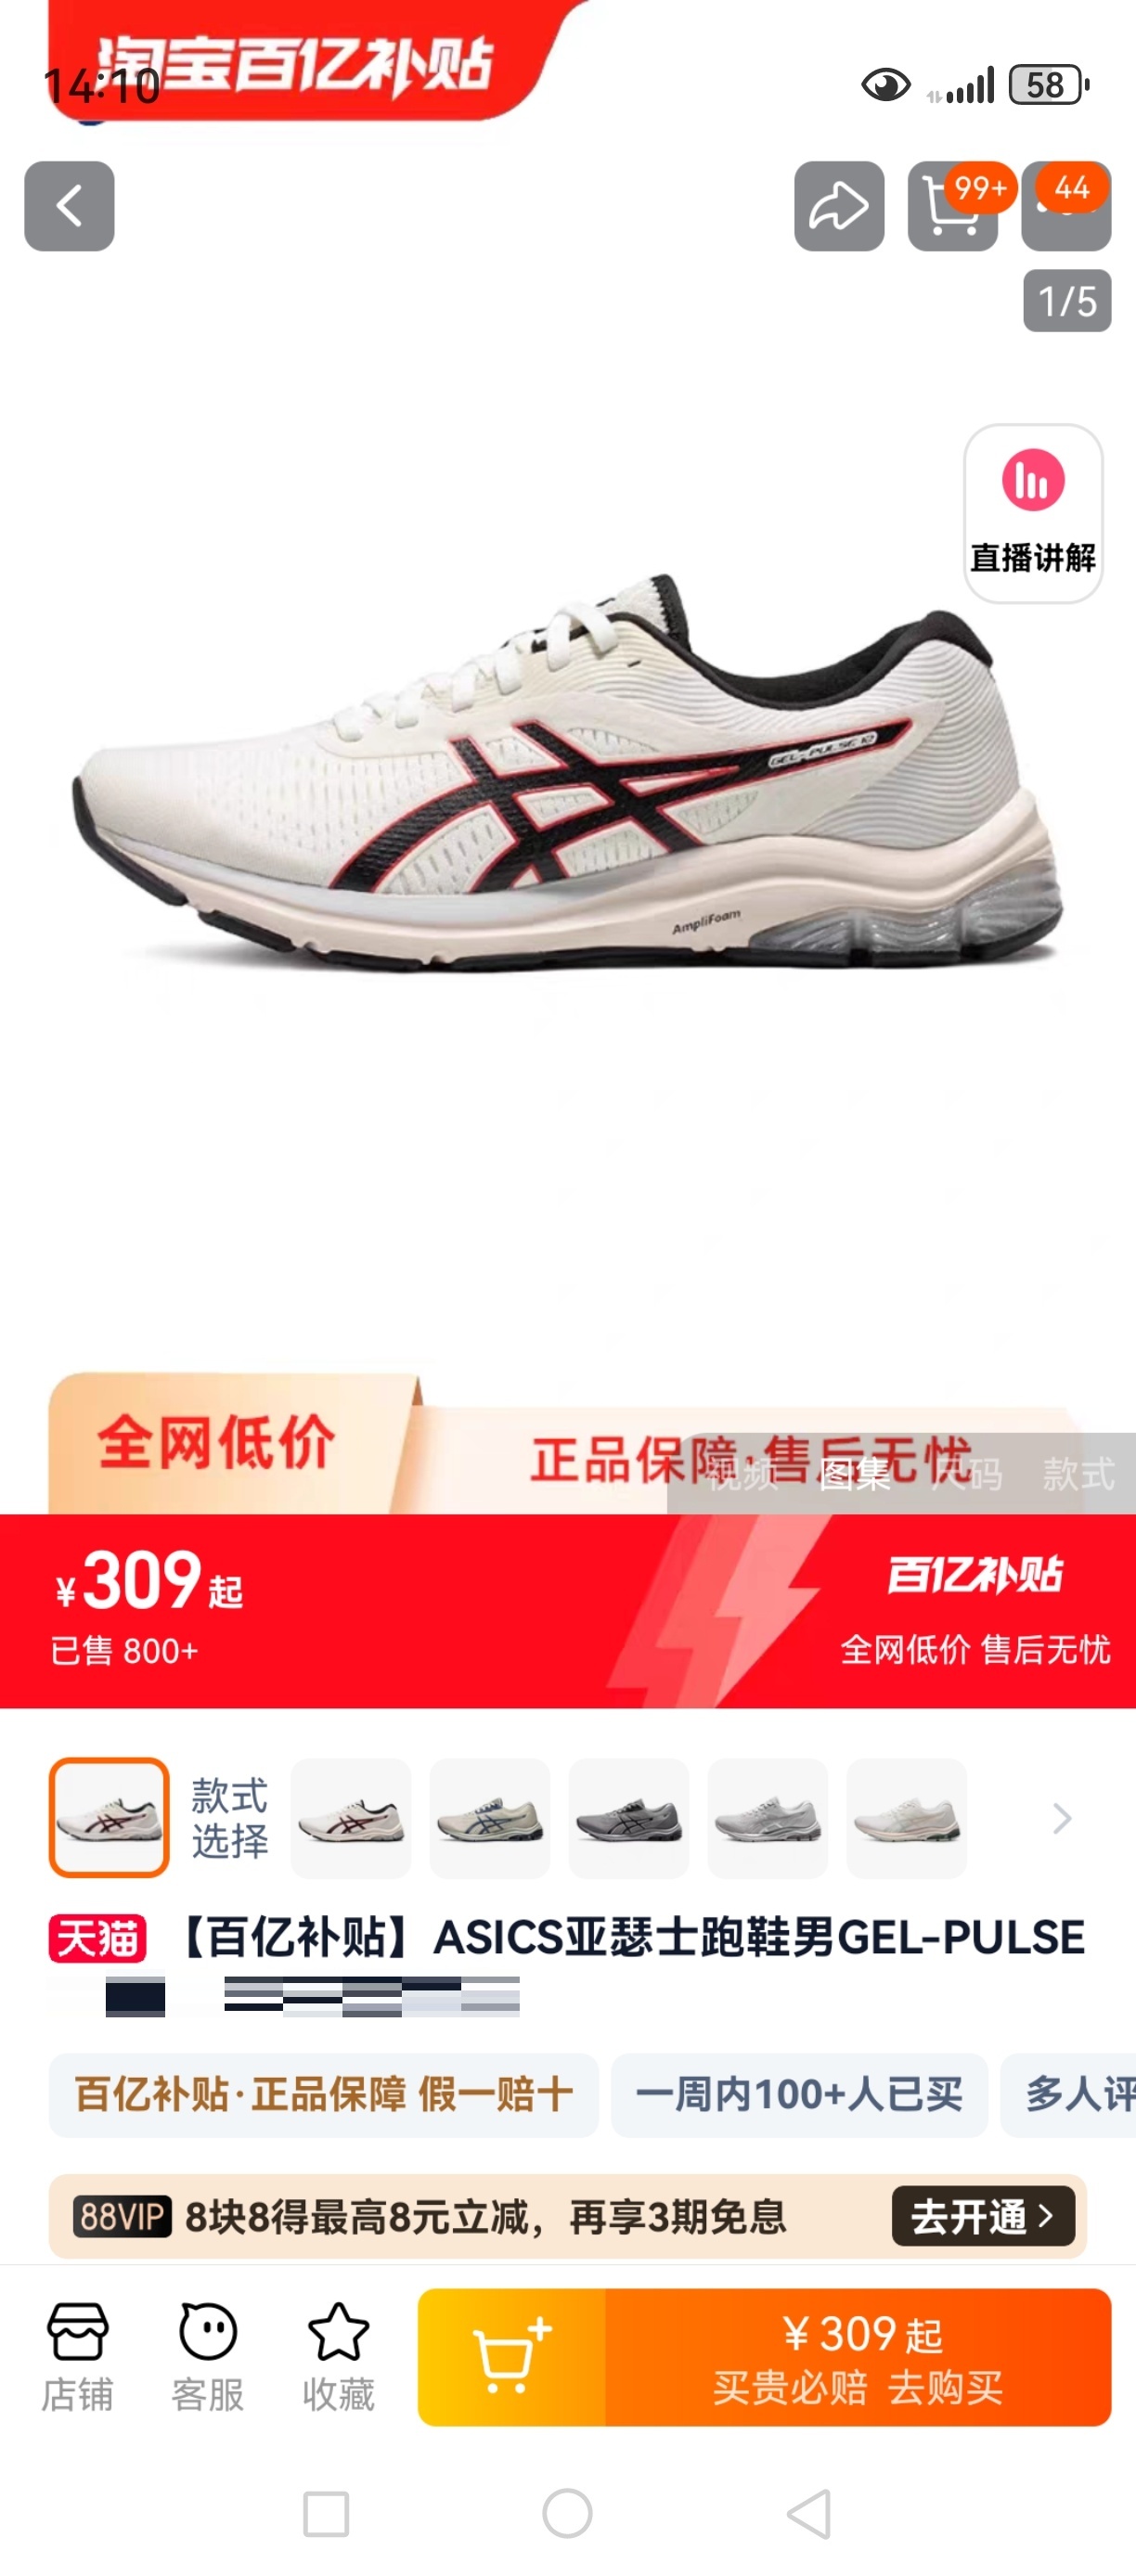 淘宝百亿补贴
14:10
58
99+
44
1/5
直播讲解
GEL-PULSE 12
AmpliFoam
全网低价
正品保障·售后无忧
视频 图集 尺码 款式
¥309起
百亿补贴
已售 800+
全网低价 售后无忧
款式
选择
天猫 【百亿补贴】ASICS亚瑟士跑鞋男GEL-PULSE
百亿补贴·正品保障 假一赔十
一周内100+人已买
多人评
88VIP 8块8得最高8元立减，再享3期免息
去开通
店铺
客服
收藏
¥309起
买贵必赔 去购买